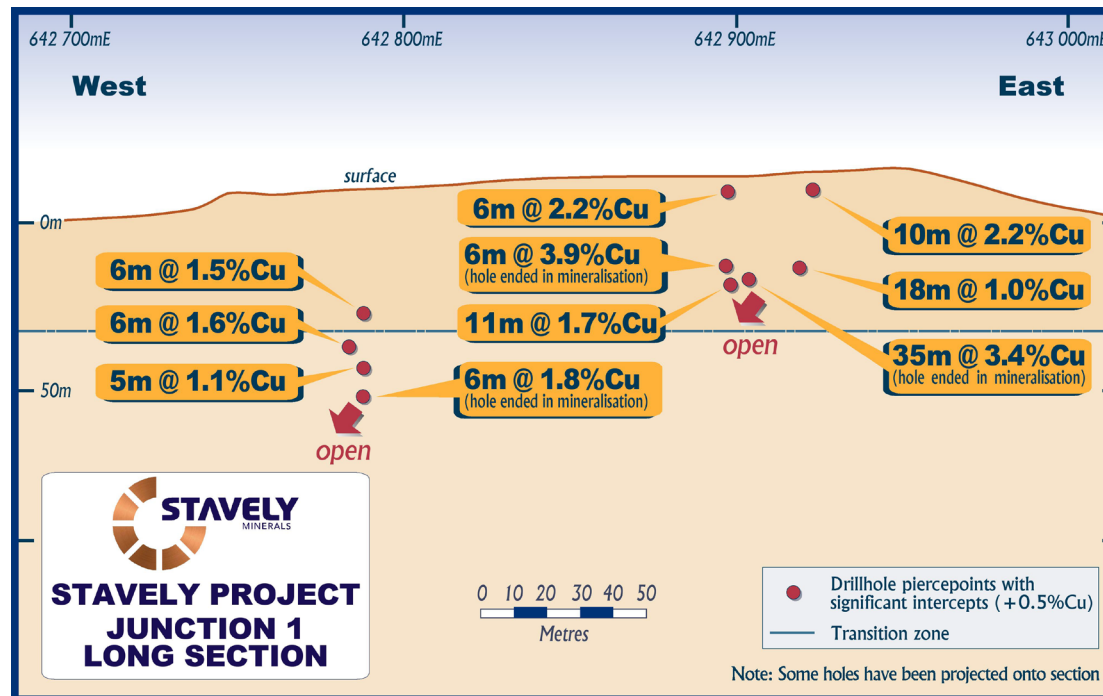 642 700mE
642 800mE
642 900mE
643 000mE
West
East
surface
0m
50m
6m @ 2.2%Cu
10m @ 2.2%Cu
6m @ 3.9%Cu
(hole ended in mineralisation)
6m @ 1.5%Cu
18m @ 1.0%Cu
6m @ 1.6%Cu
11m @ 1.7%Cu
open
35m @ 3.4%Cu
(hole ended in mineralisation)
5m @ 1.1%Cu
6m @ 1.8%Cu
(hole ended in mineralisation)
open
STAVELY
MINERALS
STAVELY PROJECT
JUNCTION 1
LONG SECTION
0 10 20 30 40 50
Metres
Drillhole piercepoints with
significant intercepts (+0.5%Cu)
Transition zone
Note: Some holes have been projected onto section